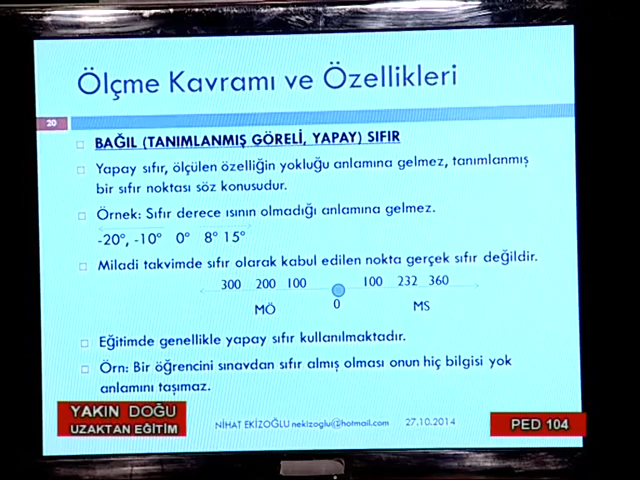 Ölçme Kavramı ve Özellikleri
20
BAĞIL (TANIMLANMIŞ GÖRELİ, YAPAY) SIFIR
Yapay sıfır, ölçülen özelliğin yokluğu anlamına gelmez, tanımlanmış
bir sıfır noktası söz konusudur.
Örnek: Sıfır derece ısının olmadığı anlamına gelmez.
-20°, -10° 0° 8° 15°
Miladi takvimde sıfır olarak kabul edilen nokta gerçek sıfır değildir.
300 200 100 100 232 360
MÖ 0 MS
Eğitimde genellikle yapay sıfır kullanılmaktadır.
Örn: Bir öğrencini sınavdan sıfır almış olması onun hiç bilgisi yok
anlamını taşımaz.
YAKIN DOĞU
UZAKTAN EĞİTİM
NİHAT EKİZOĞLU nekizoglu@hotmail.com 27.10.2014
PED 104